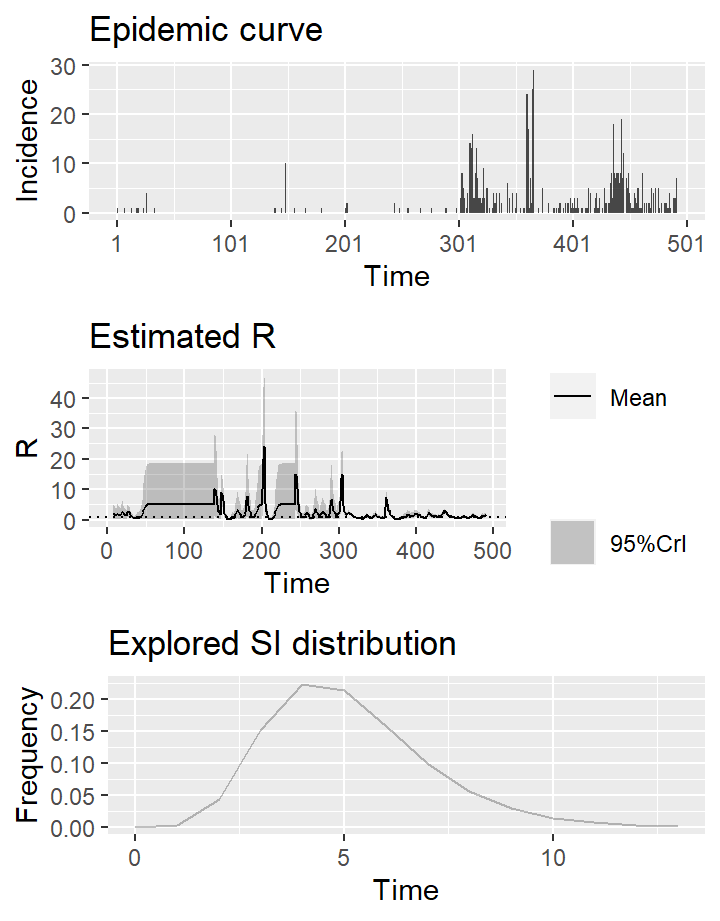 Epidemic curve
30
20
10
0
Incidence
1
101
201
301
401
501
Time
Estimated R
40
30
20
10
0
R
0
100
200
300
400
500
Time
Mean
95%CrI
Explored SI distribution
0.20
0.15
0.10
0.05
0.00
Frequency
0
5
10
Time